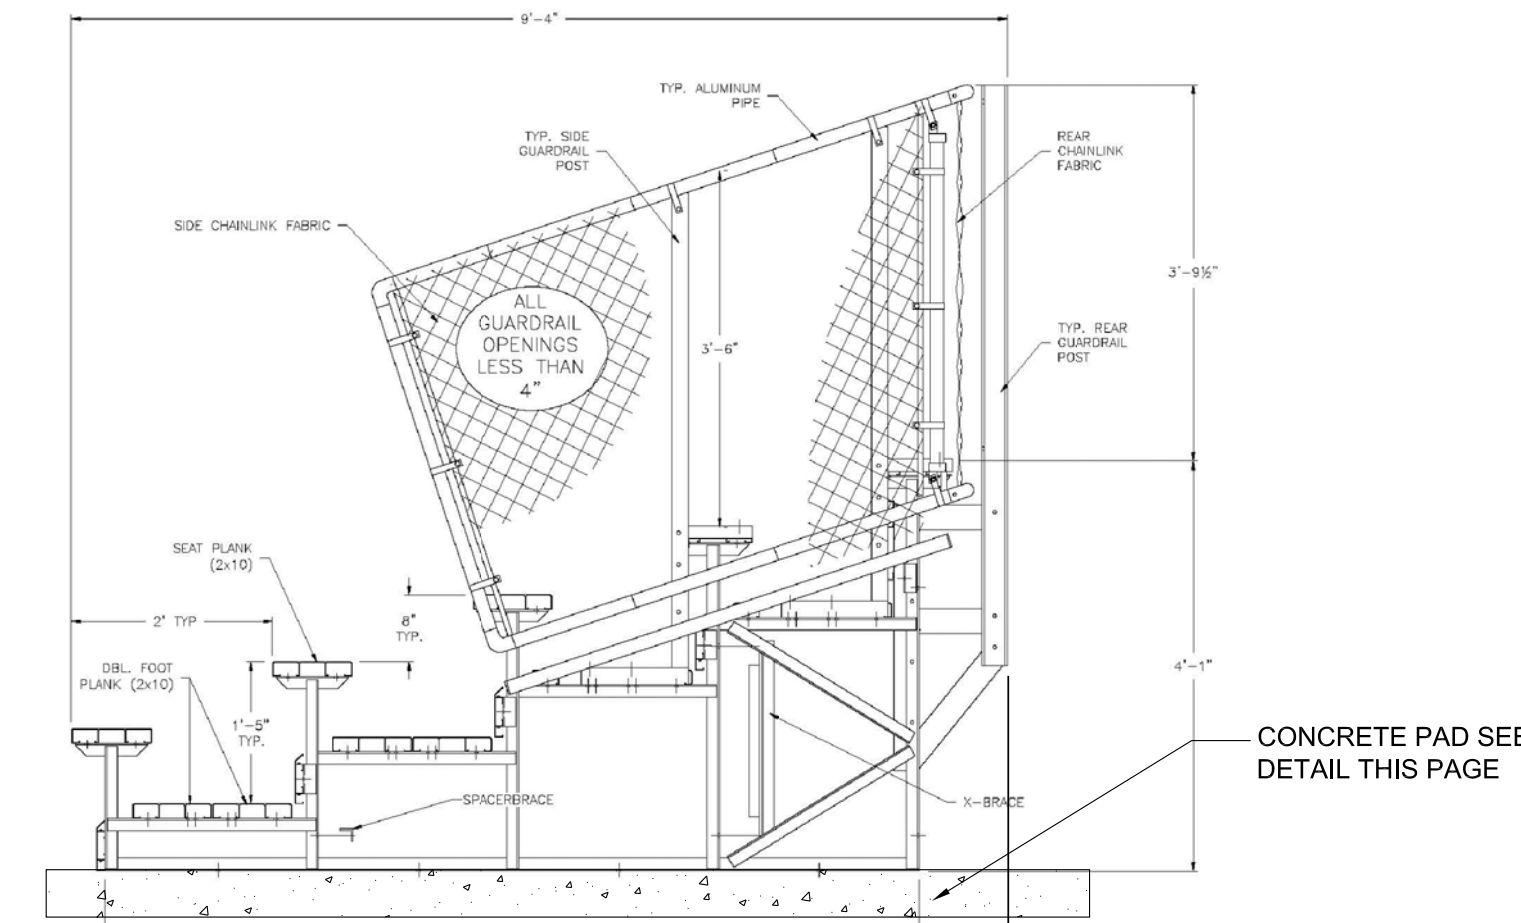 9'-4"
TYP. ALUMINUM
PIPE
TYP. SIDE
GUARDRAIL
POST
REAR
CHAINLINK
FABRIC
SIDE CHAINLINK FABRIC
3'-9½"
ALL
GUARDRAIL
OPENINGS
LESS THAN
4"
3'-6"
TYP. REAR
GUARDRAIL
POST
SEAT PLANK
(2x10)
2' TYP
8"
TYP.
DBL. FOOT
PLANK (2x10)
1'-5"
TYP.
4'-1"
SPACERBRACE
X-BRACE
CONCRETE PAD SEE
DETAIL THIS PAGE